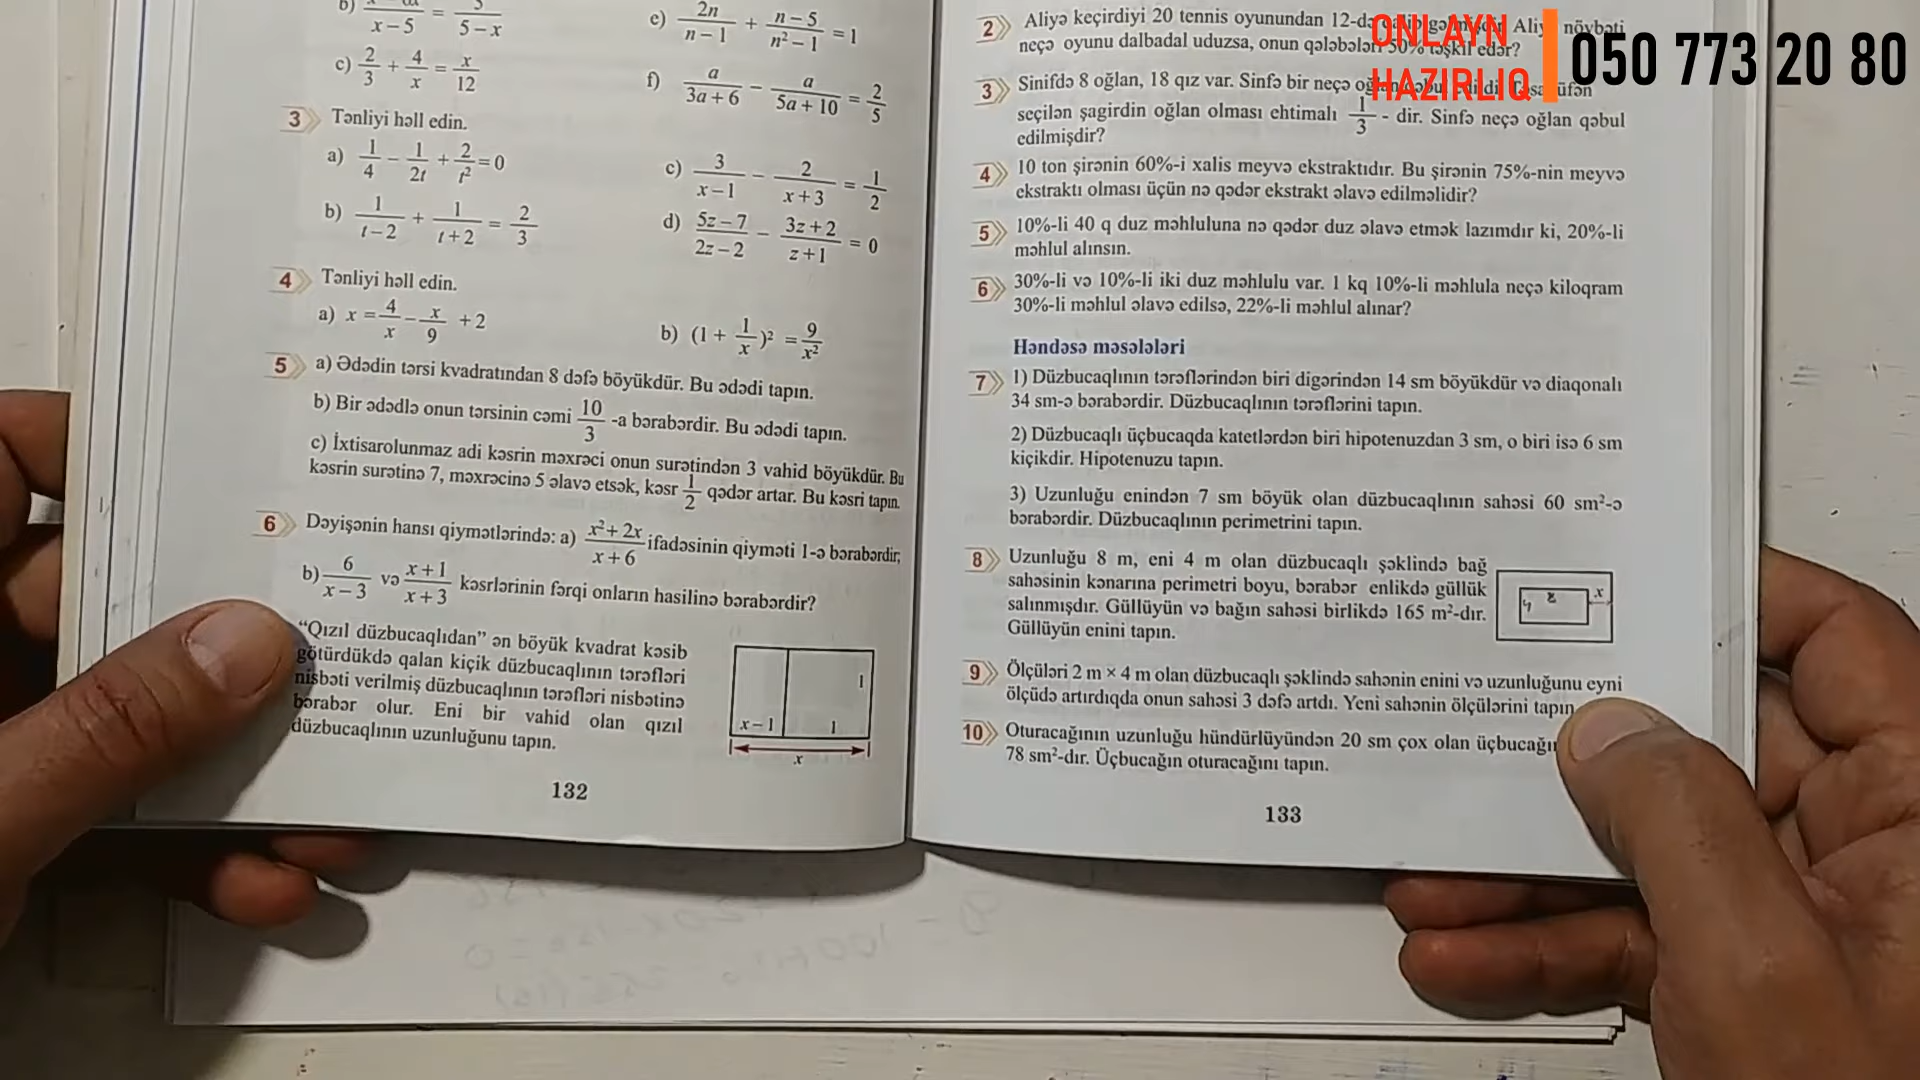 b)
x – 5 = 5 – x
c) 2/3 + 4/x = x/12
e) 2n/(n – 1) + (n – 5)/(n² – 1) = 1
f) a/(3a + 6) – a/(5a + 10) = 2/5
3 Tənliyi həll edin.
a) 1/4 – 1/2t + 2/t² = 0
b) 1/(t – 2) + 1/(t + 2) = 2/3
c) 3/(x – 1) – 2/(x + 3) = 1/2
d) (5z – 7)/(2z – 2) – (3z + 2)/(z + 1) = 0
4 Tənliyi həll edin.
a) x = 4/x – x/9 + 2
b) (1 + 1/x)² = 9/x²
5 a) Ədədin tərsi kvadratından 8 dəfə böyükdür. Bu ədədi tapın.
b) Bir ədədlə onun tərsinin cəmi 10/3 -a bərabərdir. Bu ədədi tapın.
c) İxtisarolunmaz adi kəsrin məxrəci onun surətindən 3 vahid böyükdür. Bu
kəsrin surətinə 7, məxrəcinə 5 əlavə etsək, kəsr 1/2 qədər artar. Bu kəsri tapın.
6 Dəyişənin hansı qiymətlərində: a) (x² + 2x)/(x + 6) ifadəsinin qiyməti 1-ə bərabərdir;
b) 6/(x – 3) və (x + 1)/(x + 3) kəsrlərinin fərqi onların hasilinə bərabərdir?
“Qızıl düzbucaqlıdan” ən böyük kvadrat kəsib
götürdükdə qalan kiçik düzbucaqlının tərəfləri
nisbəti verilmiş düzbucaqlının tərəfləri nisbətinə
bərabər olur. Eni bir vahid olan qızıl
düzbucaqlının uzunluğunu tapın.
1
x – 1
1
x
132
2 Aliyə keçirdiyi 20 tennis oyunundan 12-də növbəti
neçə oyunu dalbadal uduzsa, onun qələbələri 50% təşkil edər?
3 Sinifdə 8 oğlan, 18 qız var. Sinfə bir neçə
seçilən şagirdin oğlan olması ehtimalı 1/3 - dir. Sinfə neçə oğlan qəbul
edilmişdir?
4 10 ton şirənin 60%-i xalis meyvə ekstraktıdır. Bu şirənin 75%-nin meyvə
ekstraktı olması üçün nə qədər ekstrakt əlavə edilməlidir?
5 10%-li 40 q duz məhluluna nə qədər duz əlavə etmək lazımdır ki, 20%-li
məhlul alınsın.
6 30%-li və 10%-li iki duz məhlulu var. 1 kq 10%-li məhlula neçə kiloqram
30%-li məhlul əlavə edilsə, 22%-li məhlul alınar?
Həndəsə məsələləri
7 1) Düzbucaqlının tərəflərindən biri digərindən 14 sm böyükdür və diaqonalı
34 sm-ə bərabərdir. Düzbucaqlının tərəflərini tapın.
2) Düzbucaqlı üçbucaqda katetlərdən biri hipotenuzdan 3 sm, o biri isə 6 sm
kiçikdir. Hipotenuzu tapın.
3) Uzunluğu enindən 7 sm böyük olan düzbucaqlının sahəsi 60 sm²-ə
bərabərdir. Düzbucaqlının perimetrini tapın.
8 Uzunluğu 8 m, eni 4 m olan düzbucaqlı şəklində bağ
sahəsinin kənarına perimetri boyu, bərabər enlikdə güllük
salınmışdır. Güllüyün və bağın sahəsi birlikdə 165 m²-dır.
Güllüyün enini tapın.
4 8 x
9 Ölçüləri 2 m × 4 m olan düzbucaqlı şəklində sahənin enini və uzunluğunu eyni
ölçüdə artırdıqda onun sahəsi 3 dəfə artdı. Yeni sahənin ölçülərini tapın
10 Oturacağının uzunluğu hündürlüyündən 20 sm çox olan
78 sm²-dır. Üçbucağın oturacağını tapın.
133
ONLAYN
HAZIRLIQ
050 773 20 80